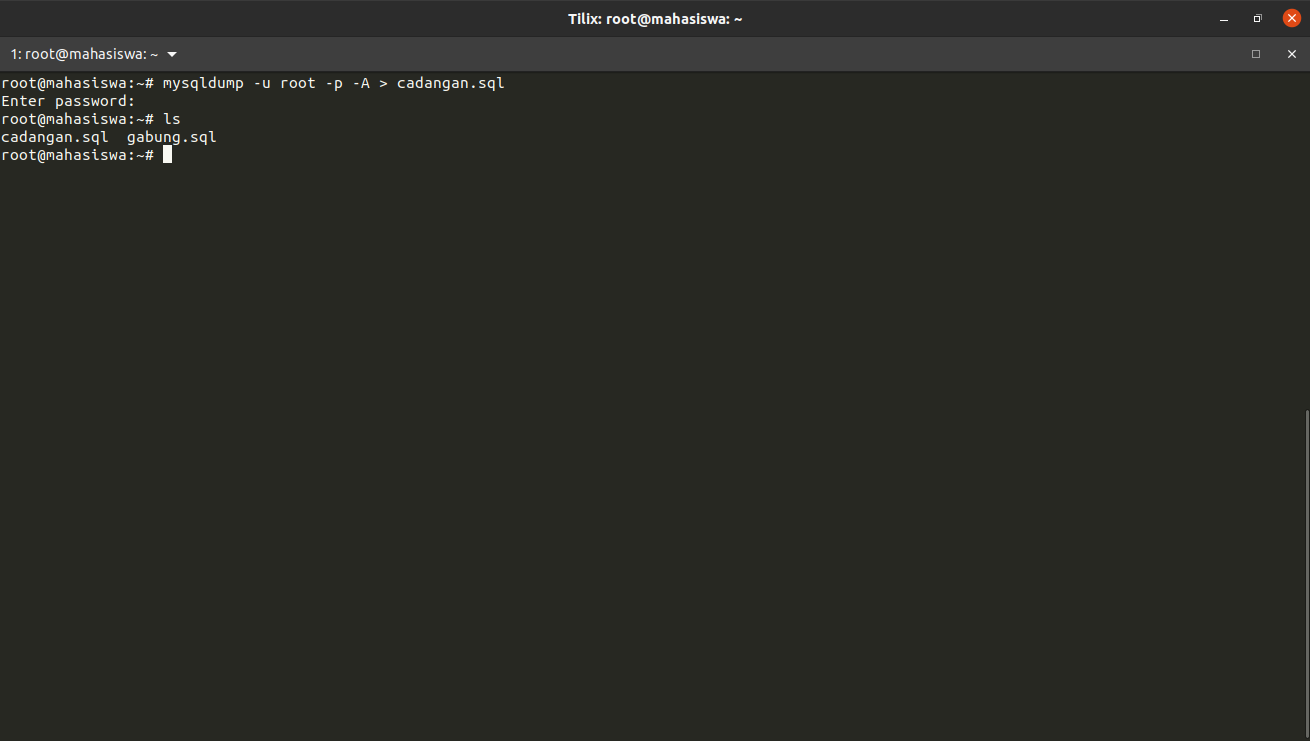 Tilix: root@mahasiswa: ~
1: root@mahasiswa: ~
root@mahasiswa:~# mysqldump -u root -p -A > cadangan.sql
Enter password:
root@mahasiswa:~# ls
cadangan.sql  gabung.sql
root@mahasiswa:~#